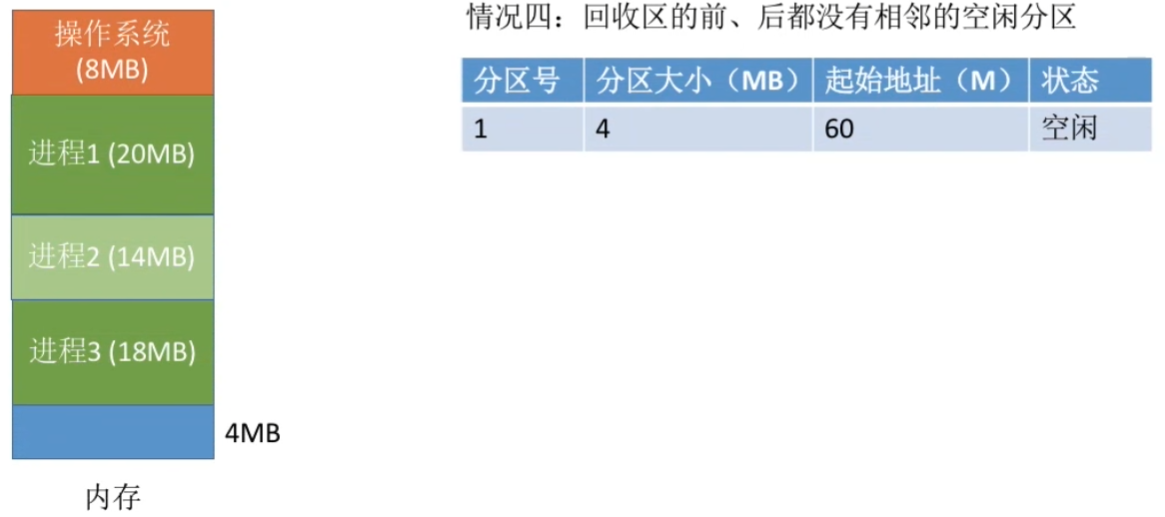 操作系统
(8MB)
进程1 (20MB)
进程2 (14MB)
进程3 (18MB)
4MB
内存
情况四：回收区的前、后都没有相邻的空闲分区
分区号 分区大小（MB） 起始地址（M） 状态
1 4 60 空闲